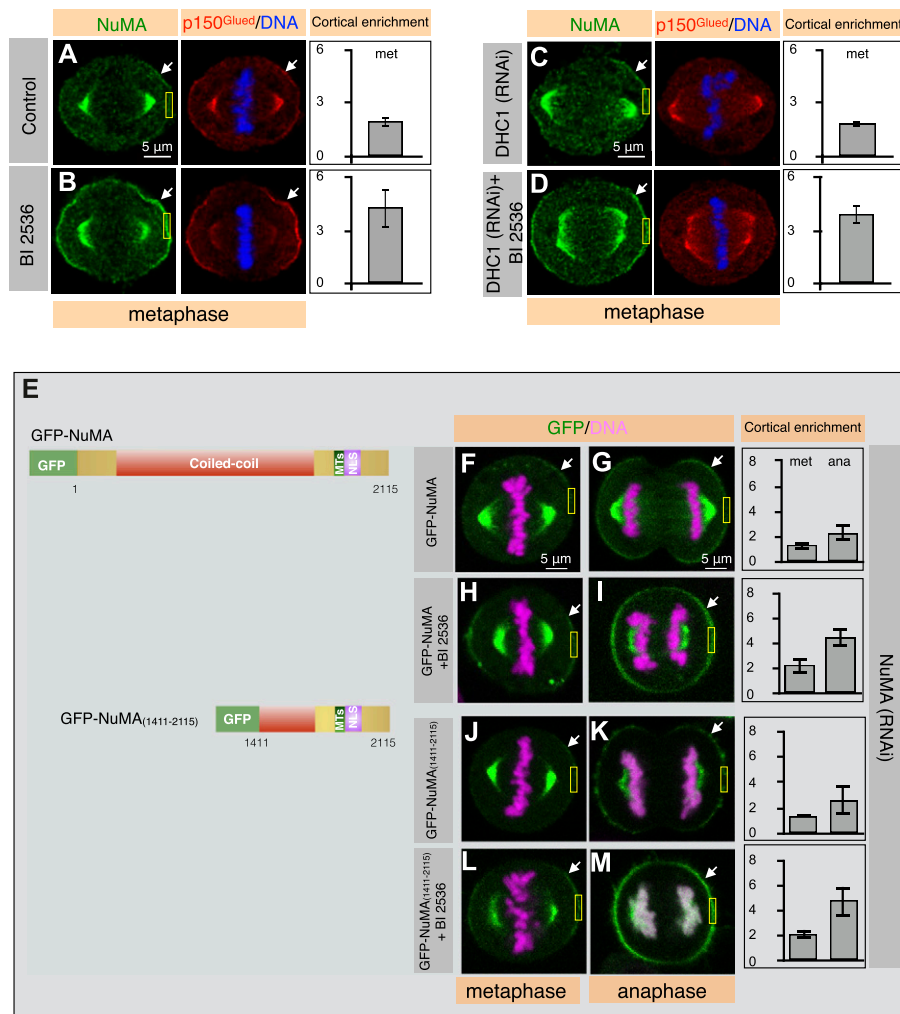 NuMA
p150Glued/DNA
Cortical enrichment
Control
A
5 µm
6
3
0
met
BI 2536
B
6
3
0
metaphase
NuMA
p150Glued/DNA
Cortical enrichment
DHC1 (RNAi)
C
5 µm
6
3
0
met
DHC1 (RNAi)+
BI 2536
D
6
3
0
metaphase
E
GFP-NuMA
GFP
Coiled-coil
MTs
NLS
1
2115
GFP-NuMA(1411-2115)
GFP
MTs
NLS
1411
2115
GFP/DNA
Cortical enrichment
GFP-NuMA
F
5 µm
G
5 µm
8
6
4
2
0
met
ana
GFP-NuMA
+BI 2536
H
I
8
6
4
2
0
GFP-NuMA(1411-2115)
J
K
8
6
4
2
0
GFP-NuMA(1411-2115)
+ BI 2536
L
M
8
6
4
2
0
metaphase
anaphase
NuMA (RNAi)